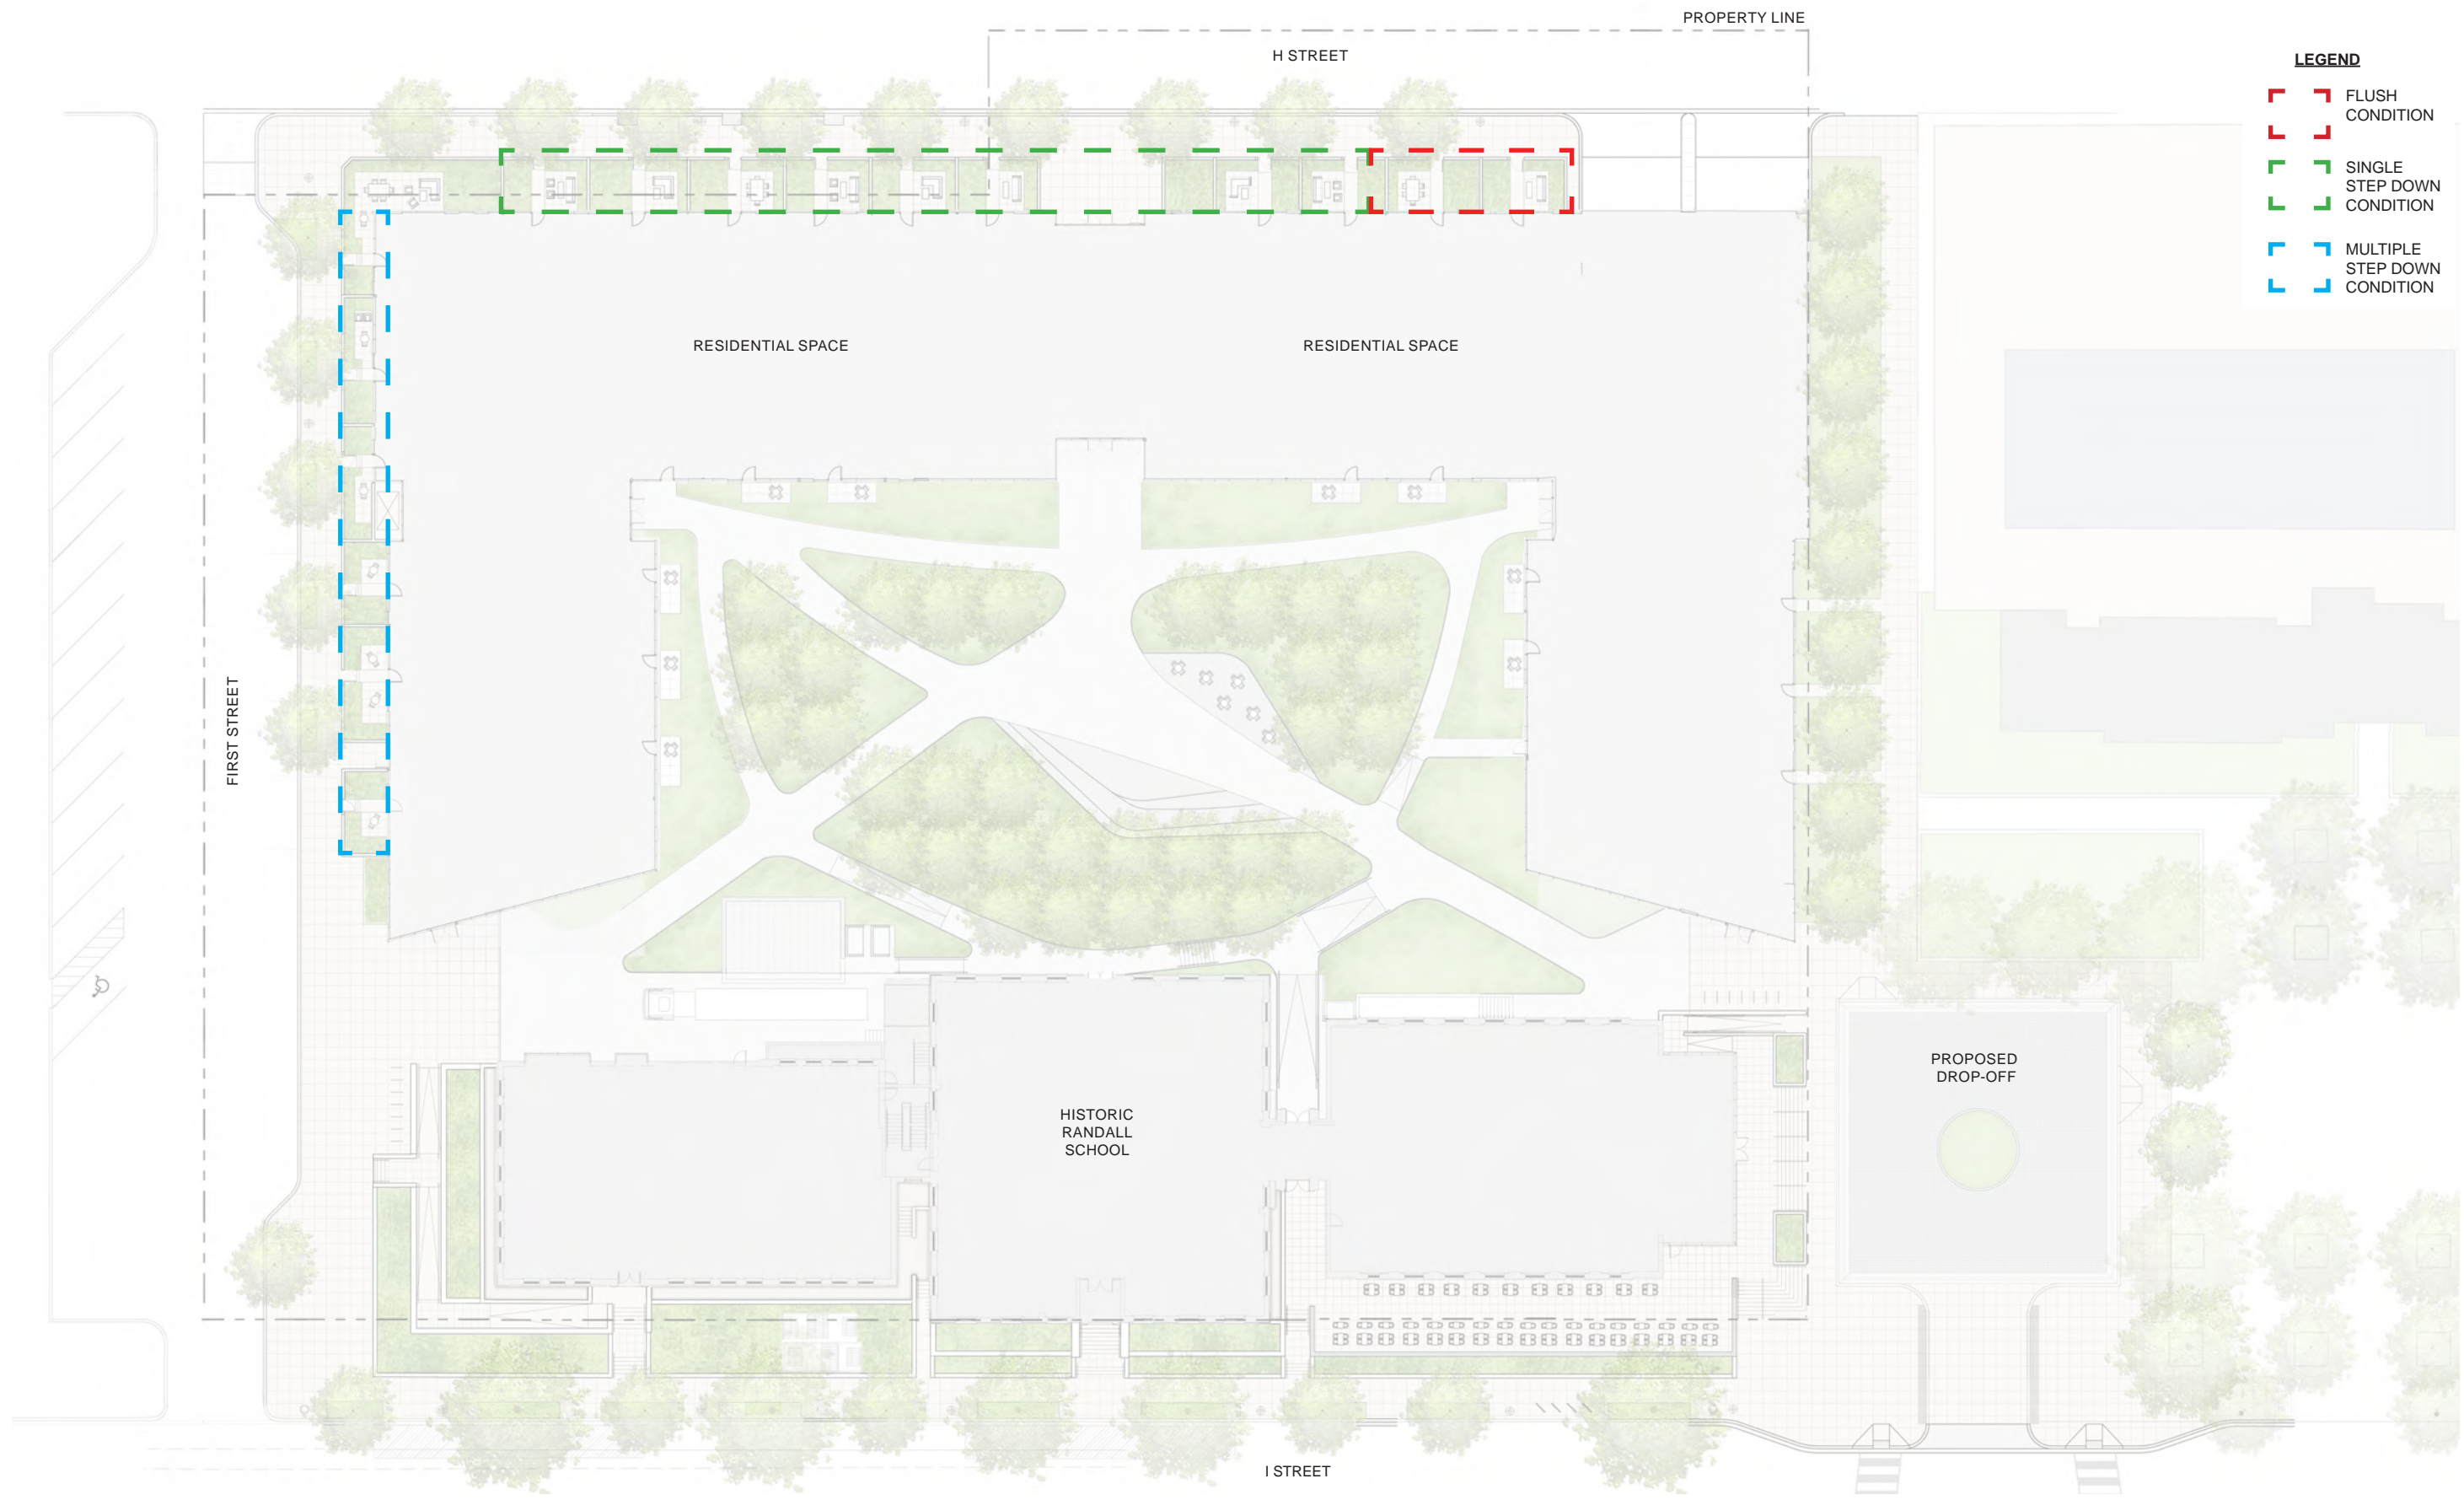 PROPERTY LINE
H STREET
LEGEND
FLUSH
CONDITION
SINGLE
STEP DOWN
CONDITION
MULTIPLE
STEP DOWN
CONDITION
RESIDENTIAL SPACE
RESIDENTIAL SPACE
FIRST STREET
PROPOSED
DROP-OFF
HISTORIC
RANDALL
SCHOOL
I STREET